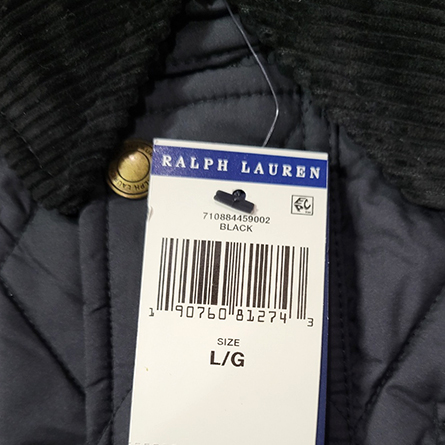 RALPH LAUREN
710884459002
BLACK
1 90760 81274 3
SIZE
L/G